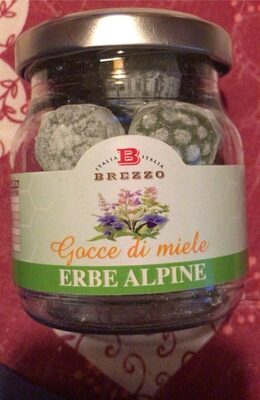 B
ITALIA ITALIA
BREZZO
Gocce di miele
ERBE ALPINE